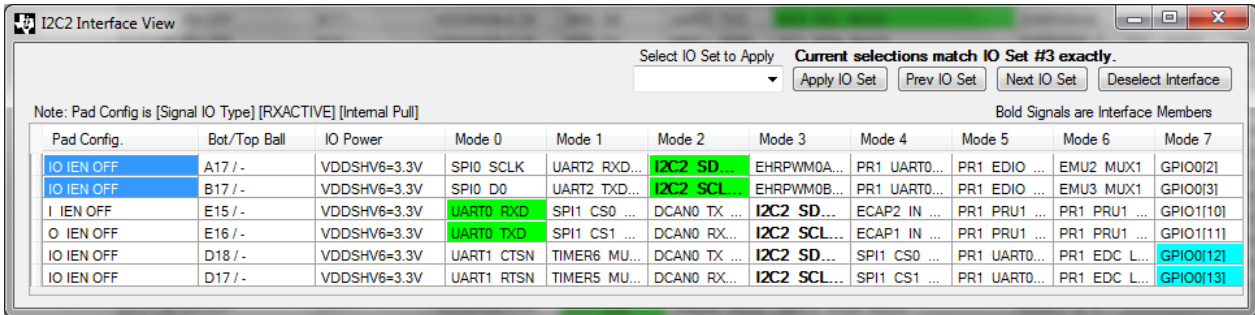 I2C2 Interface View
Select IO Set to Apply Current selections match IO Set #3 exactly.
Apply IO Set Prev IO Set Next IO Set Deselect Interface
Note: Pad Config is [Signal IO Type] [RXACTIVE] [Internal Pull] Bold Signals are Interface Members
Pad Config. Bot/Top Ball IO Power Mode 0 Mode 1 Mode 2 Mode 3 Mode 4 Mode 5 Mode 6 Mode 7
IO IEN OFF A17 / - VDDSHV6=3.3V SPI0 SCLK UART2 RXD... I2C2 SD... EHRPWM0A... PR1 UART0... PR1 EDIO ... EMU2 MUX1 GPIO0[2]
IO IEN OFF B17 / - VDDSHV6=3.3V SPI0 D0 UART2 TXD... I2C2 SCL... EHRPWM0B... PR1 UART0... PR1 EDIO ... EMU3 MUX1 GPIO0[3]
I IEN OFF E15 / - VDDSHV6=3.3V UART0 RXD SPI1 CS0 ... DCAN0 TX ... I2C2 SD... ECAP2 IN ... PR1 PRU1 ... PR1 PRU1 ... GPIO1[10]
O IEN OFF E16 / - VDDSHV6=3.3V UART0 TXD SPI1 CS1 ... DCAN0 RX... I2C2 SCL... ECAP1 IN ... PR1 PRU1 ... PR1 PRU1 ... GPIO1[11]
IO IEN OFF D18 / - VDDSHV6=3.3V UART1 CTSN TIMER6 MU... DCAN0 TX ... I2C2 SD... SPI1 CS0 ... PR1 UART0... PR1 EDC L... GPIO0[12]
IO IEN OFF D17 / - VDDSHV6=3.3V UART1 RTSN TIMER5 MU... DCAN0 RX... I2C2 SCL... SPI1 CS1 ... PR1 UART0... PR1 EDC L... GPIO0[13]